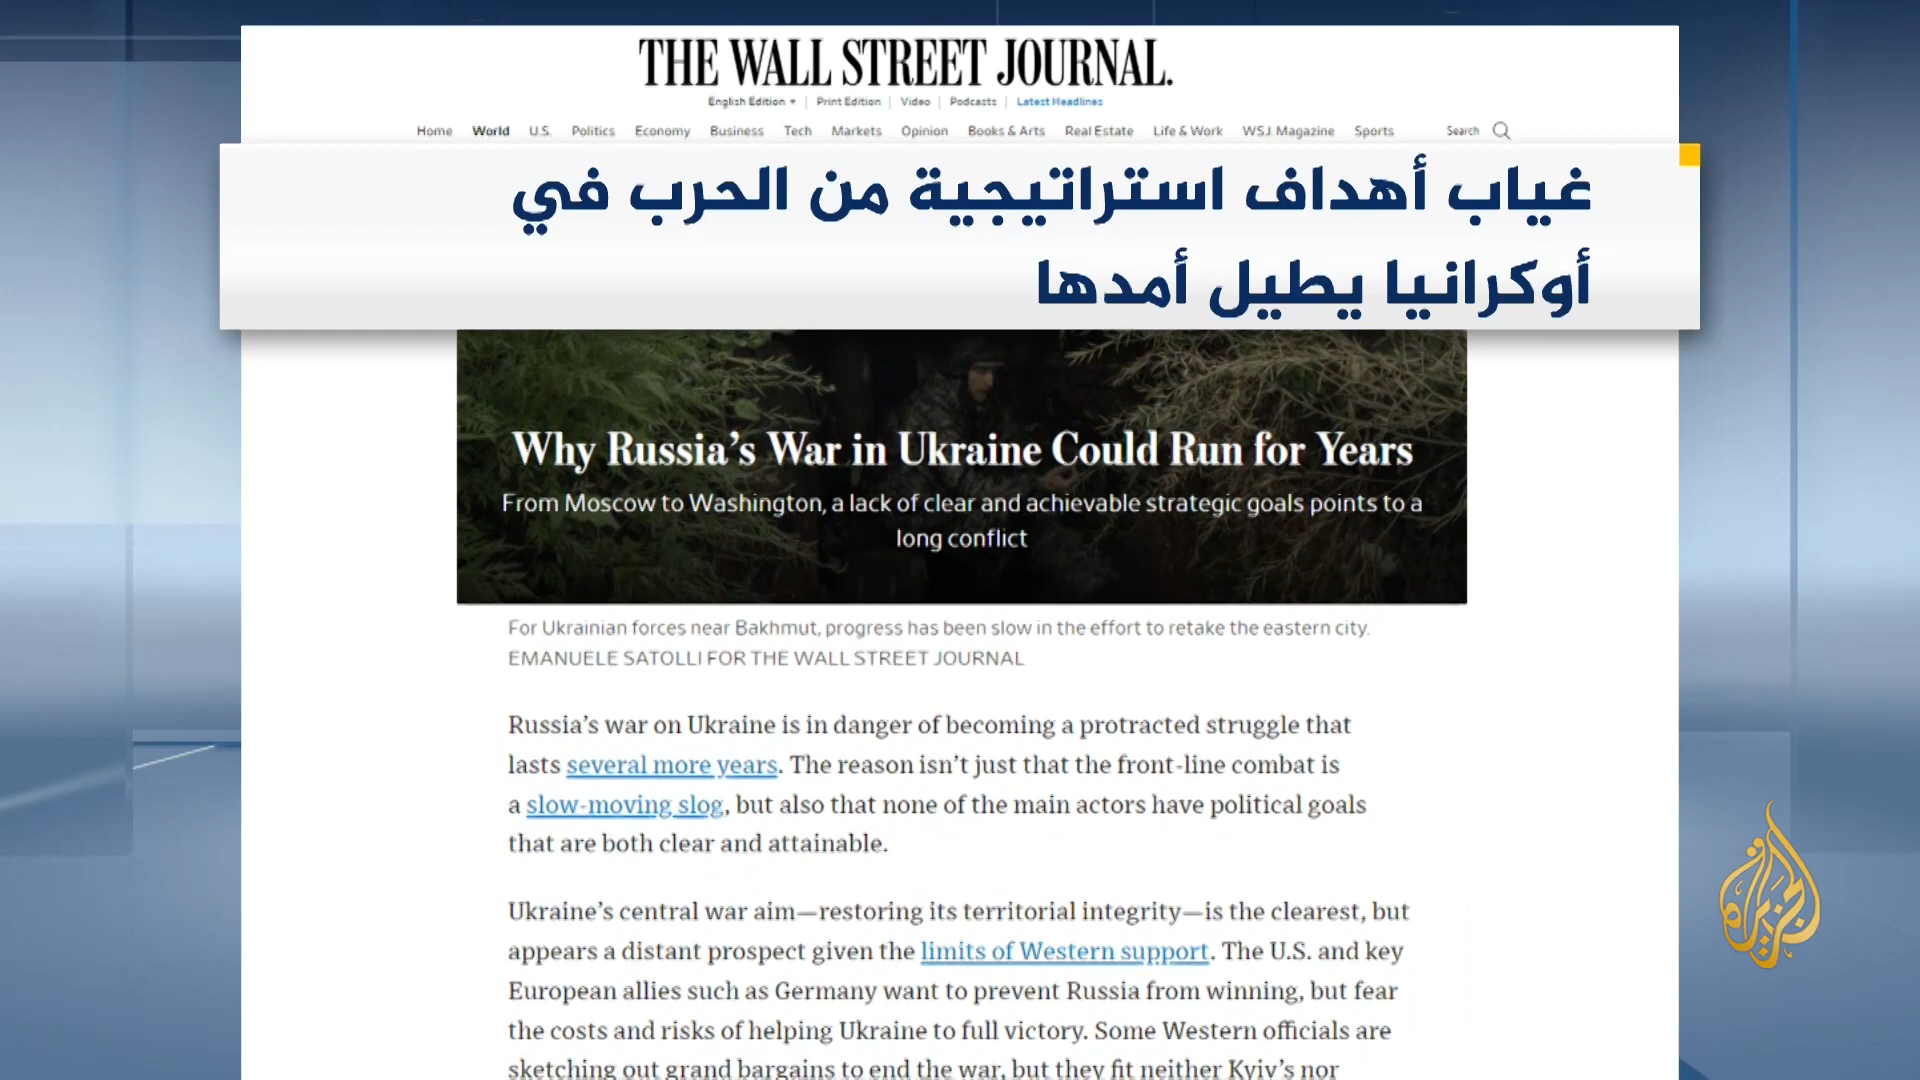 THE WALL STREET JOURNAL.
English Edition | Print Edition | Video | Podcasts | Latest Headlines
Home World U.S. Politics Economy Business Tech Markets Opinion Books & Arts Real Estate Life & Work WSJ. Magazine Sports Search
غياب أهداف استراتيجية من الحرب في
أوكرانيا يطيل أمدها
Why Russia's War in Ukraine Could Run for Years
From Moscow to Washington, a lack of clear and achievable strategic goals points to a
long conflict
For Ukrainian forces near Bakhmut, progress has been slow in the effort to retake the eastern city.
EMANUELE SATOLLI FOR THE WALL STREET JOURNAL
Russia's war on Ukraine is in danger of becoming a protracted struggle that
lasts several more years. The reason isn't just that the front-line combat is
a slow-moving slog, but also that none of the main actors have political goals
that are both clear and attainable.
Ukraine's central war aim—restoring its territorial integrity—is the clearest, but
appears a distant prospect given the limits of Western support. The U.S. and key
European allies such as Germany want to prevent Russia from winning, but fear
the costs and risks of helping Ukraine to full victory. Some Western officials are
sketching out grand bargains to end the war, but they fit neither Kyiv's nor
الجزيرة